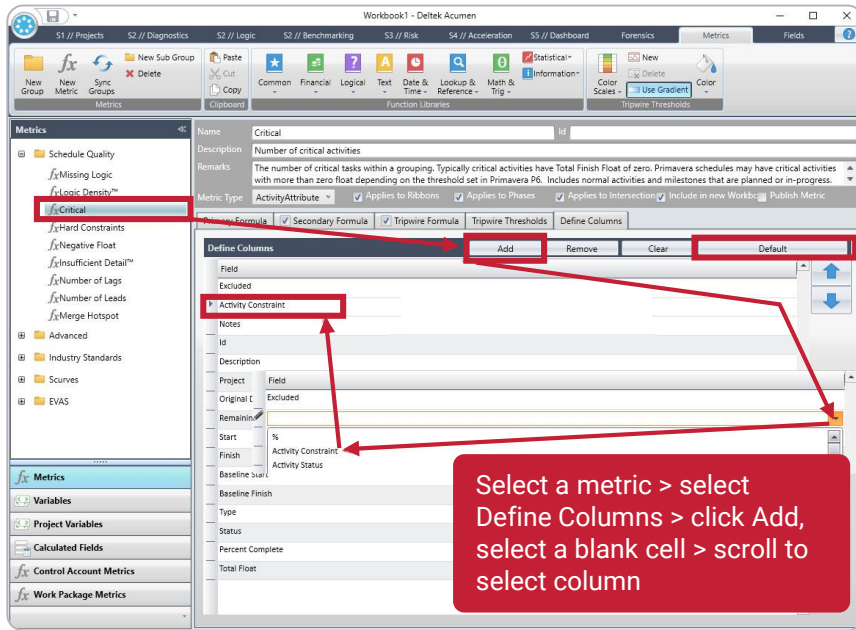 Workbook1 - Deltek Acumen
S1 // Projects S2 // Diagnostics S2 // Logic S2 // Benchmarking S3 // Risk S4 // Acceleration S5 // Dashboard Forensics Metrics Fields
New Group
New Metric
Sync Groups
New Sub Group
Delete
Metrics
Paste
Cut
Copy
Clipboard
Common
Financial
Logical
Text
Date & Time
Lookup & Reference
Math & Trig
Statistical
Information
Function Libraries
Color Scales
New
Delete
Use Gradient
Color
Tripwire Thresholds
Metrics
Schedule Quality
Missing Logic
Logic Density™
Critical
Hard Constraints
Negative Float
Insufficient Detail™
Number of Lags
Number of Leads
Merge Hotspot
Advanced
Industry Standards
Scurves
EVAS
fx Metrics
Variables
Project Variables
Calculated Fields
fx Control Account Metrics
fx Work Package Metrics
Name Critical Id
Description Number of critical activities
Remarks The number of critical tasks within a grouping. Typically critical activities have Total Finish Float of zero. Primavera schedules may have critical activities
with more than zero float depending on the threshold set in Primavera P6. Includes normal activities and milestones that are planned or in-progress.
Metric Type ActivityAttribute Applies to Ribbons Applies to Phases Applies to Intersection Include in new Workbo Publish Metric
Primary Formula Secondary Formula Tripwire Formula Tripwire Thresholds Define Columns
Define Columns Add Remove Clear Default
Field
Excluded
Activity Constraint
Notes
Id
Description
Project
Original D
Remaining
Start
Finish
Baseline Start
Baseline Finish
Type
Status
Percent Complete
Total Float
Field
Excluded
%
Activity Constraint
Activity Status
Select a metric > select
Define Columns > click Add,
select a blank cell > scroll to
select column